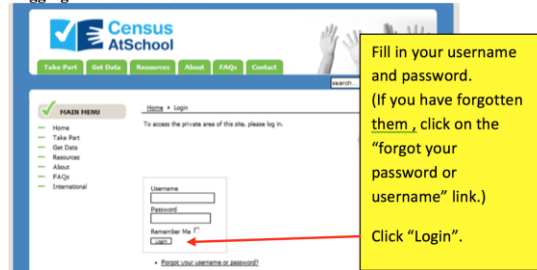 Census
AtSchool
Take Part
Get Data
Resources
About
FAQs
Contact
search...
MAIN MENU
Home
Take Part
Get Data
Resources
About
FAQs
International
Home › Login
To access the private area of this site, please log in.
Username
Password
Remember Me
Login
• Forgot your username or password?
Fill in your username
and password.
(If you have forgotten
them , click on the
“forgot your
password or
username” link.)
Click “Login”.